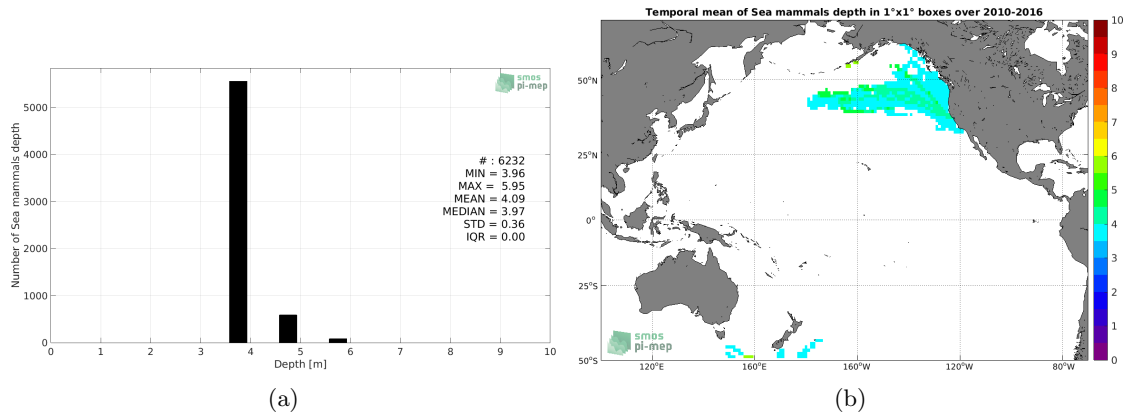 Temporal mean of Sea mammals depth in 1°x1° boxes over 2010-2016
smos
pi-mep
Number of Sea mammals depth
5000
4000
3000
2000
1000
0
# : 6232
MIN = 3.96
MAX = 5.95
MEAN = 4.09
MEDIAN = 3.97
STD = 0.36
IQR = 0.00
0 1 2 3 4 5 6 7 8 9 10
Depth [m]
(a)
50°N
25°N
0°
25°S
50°S
smos
pi-mep
120°E 160°E 160°W 120°W 80°W
10
9
8
7
6
5
4
3
2
1
0
(b)